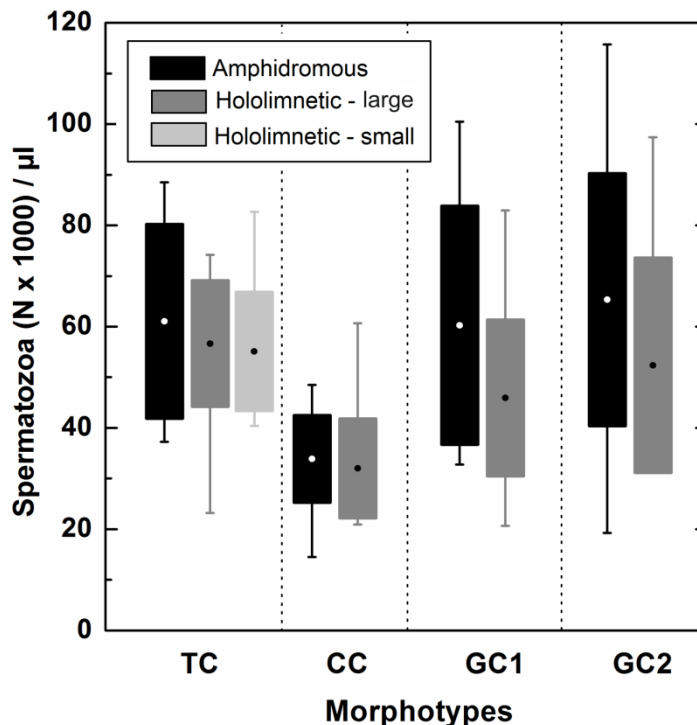 120
100
80
60
40
20
0
Spermatozoa (N x 1000) / µl
Amphidromous
Hololimnetic - large
Hololimnetic - small
TC CC GC1 GC2
Morphotypes